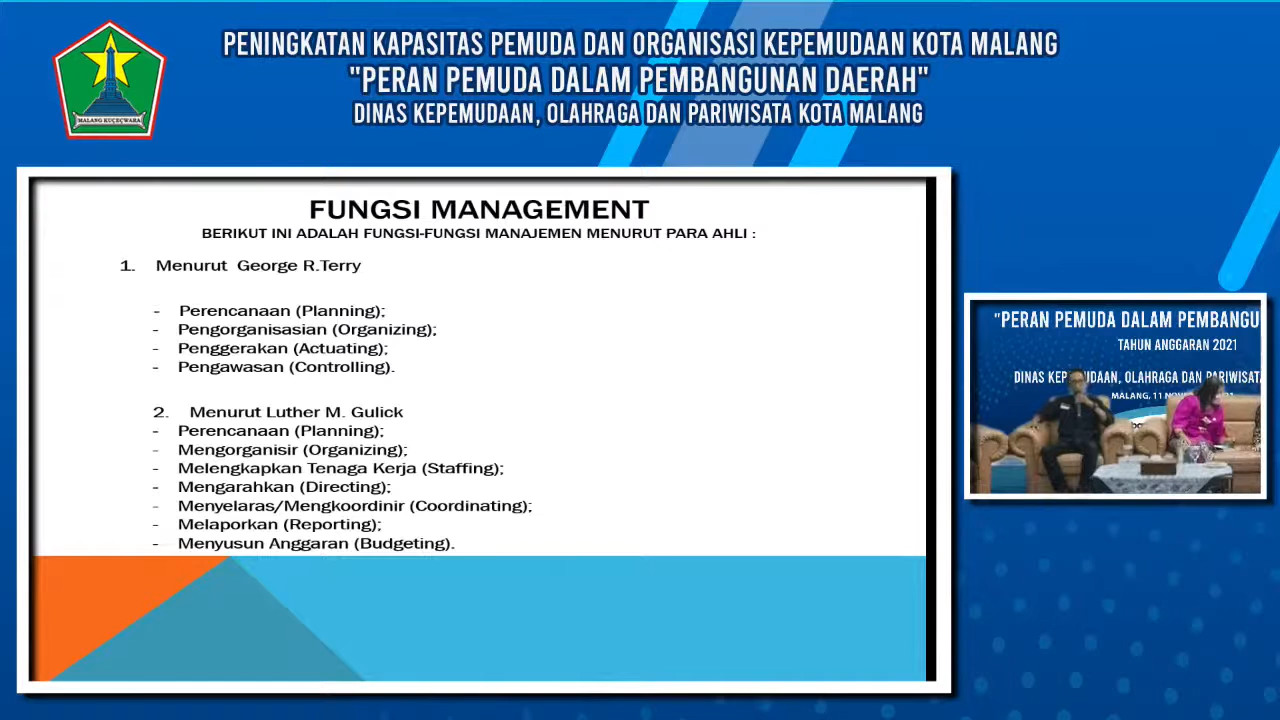 PENINGKATAN KAPASITAS PEMUDA DAN ORGANISASI KEPEMUDAAN KOTA MALANG
"PERAN PEMUDA DALAM PEMBANGUNAN DAERAH"
DINAS KEPEMUDAAN, OLAHRAGA DAN PARIWISATA KOTA MALANG
MALANG KUÇEÇWARA
FUNGSI MANAGEMENT
BERIKUT INI ADALAH FUNGSI-FUNGSI MANAJEMEN MENURUT PARA AHLI :
1. Menurut George R.Terry
- Perencanaan (Planning);
- Pengorganisasian (Organizing);
- Penggerakan (Actuating);
- Pengawasan (Controlling).
2. Menurut Luther M. Gulick
- Perencanaan (Planning);
- Mengorganisir (Organizing);
- Melengkapkan Tenaga Kerja (Staffing);
- Mengarahkan (Directing);
- Menyelaras/Mengkoordinir (Coordinating);
- Melaporkan (Reporting);
- Menyusun Anggaran (Budgeting).
"PERAN PEMUDA DALAM PEMBANGU
TAHUN ANGGARAN 2021
DINAS KEP UDAAN, OLAHRAGA DAN PARIWISATA
MALANG, 11